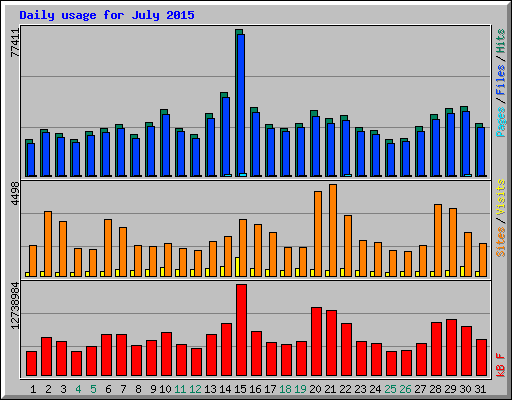 Daily usage for July 2015
77411
Pages / Files / Hits
4498
Sites / Visits
12738984
kB F
1 2 3 4 5 6 7 8 9 10 11 12 13 14 15 16 17 18 19 20 21 22 23 24 25 26 27 28 29 30 31